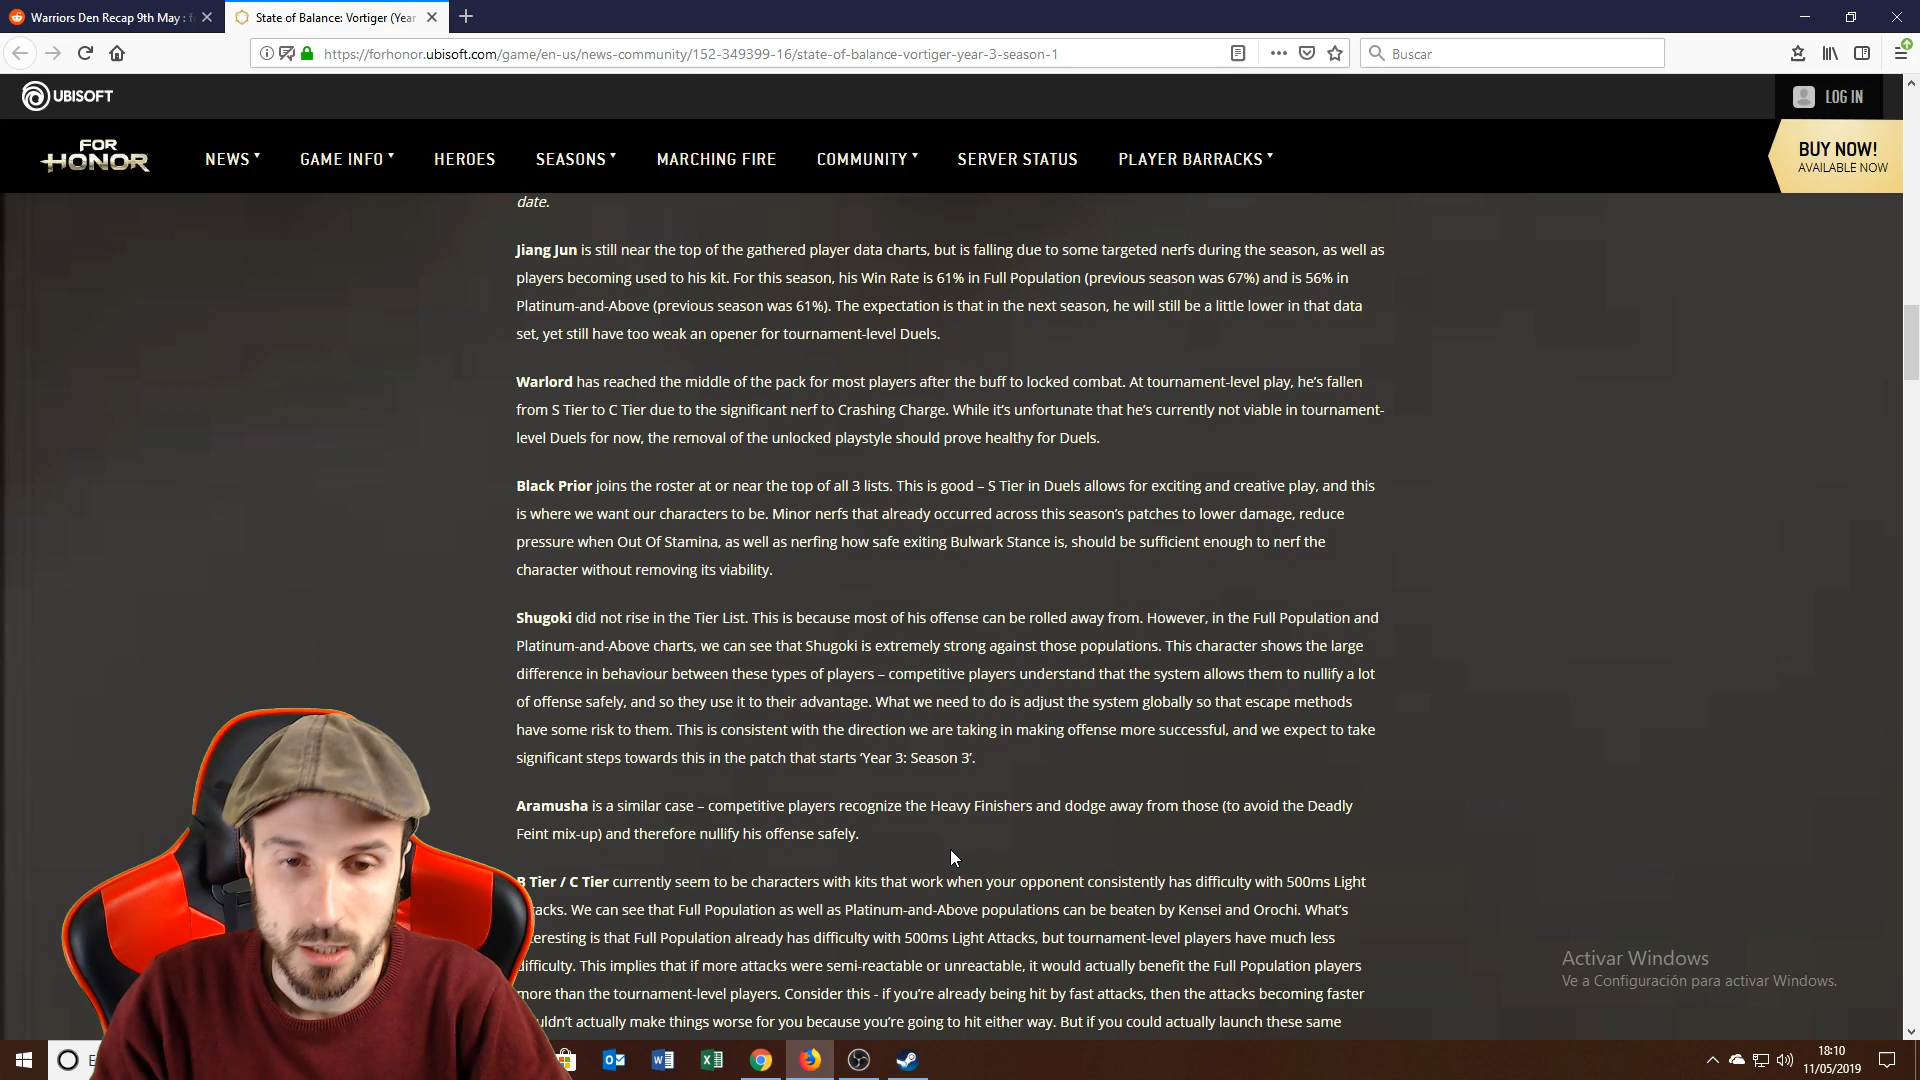 Warriors Den Recap 9th May : f
State of Balance: Vortiger (Year
https://forhonor.ubisoft.com/game/en-us/news-community/152-349399-16/state-of-balance-vortiger-year-3-season-1
Buscar
UBISOFT
LOG IN
FOR
HONOR
NEWS
GAME INFO
HEROES
SEASONS
MARCHING FIRE
COMMUNITY
SERVER STATUS
PLAYER BARRACKS
BUY NOW!
AVAILABLE NOW
date.
Jiang Jun is still near the top of the gathered player data charts, but is falling due to some targeted nerfs during the season, as well as
players becoming used to his kit. For this season, his Win Rate is 61% in Full Population (previous season was 67%) and is 56% in
Platinum-and-Above (previous season was 61%). The expectation is that in the next season, he will still be a little lower in that data
set, yet still have too weak an opener for tournament-level Duels.
Warlord has reached the middle of the pack for most players after the buff to locked combat. At tournament-level play, he's fallen
from S Tier to C Tier due to the significant nerf to Crashing Charge. While it's unfortunate that he's currently not viable in tournament-
level Duels for now, the removal of the unlocked playstyle should prove healthy for Duels.
Black Prior joins the roster at or near the top of all 3 lists. This is good – S Tier in Duels allows for exciting and creative play, and this
is where we want our characters to be. Minor nerfs that already occurred across this season's patches to lower damage, reduce
pressure when Out Of Stamina, as well as nerfing how safe exiting Bulwark Stance is, should be sufficient enough to nerf the
character without removing its viability.
Shugoki did not rise in the Tier List. This is because most of his offense can be rolled away from. However, in the Full Population and
Platinum-and-Above charts, we can see that Shugoki is extremely strong against those populations. This character shows the large
difference in behaviour between these types of players – competitive players understand that the system allows them to nullify a lot
of offense safely, and so they use it to their advantage. What we need to do is adjust the system globally so that escape methods
have some risk to them. This is consistent with the direction we are taking in making offense more successful, and we expect to take
significant steps towards this in the patch that starts ‘Year 3: Season 3’.
Aramusha is a similar case – competitive players recognize the Heavy Finishers and dodge away from those (to avoid the Deadly
Feint mix-up) and therefore nullify his offense safely.
B Tier / C Tier currently seem to be characters with kits that work when your opponent consistently has difficulty with 500ms Light
tacks. We can see that Full Population as well as Platinum-and-Above populations can be beaten by Kensei and Orochi. What's
teresting is that Full Population already has difficulty with 500ms Light Attacks, but tournament-level players have much less
difficulty. This implies that if more attacks were semi-reactable or unreactable, it would actually benefit the Full Population players
more than the tournament-level players. Consider this - if you're already being hit by fast attacks, then the attacks becoming faster
uldn't actually make things worse for you because you're going to hit either way. But if you could actually launch these same
Activar Windows
Ve a Configuración para activar Windows.
E
18:10
11/05/2019